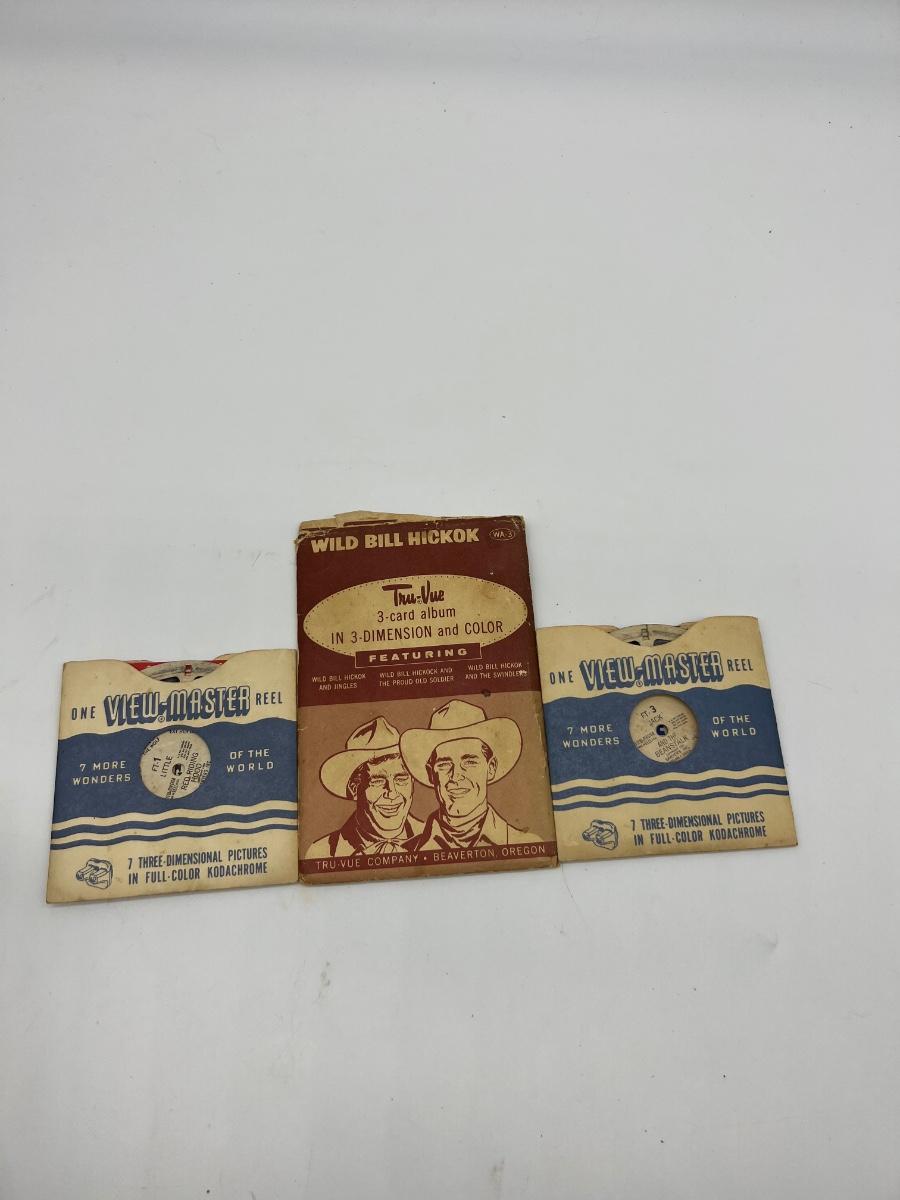 WILD BILL HICKOK
WA-3
Tru-Vue
3-card album
IN 3-DIMENSION and COLOR
FEATURING
WILD BILL HICKOK
AND JINGLES
WILD BILL HICKOCK AND
THE PROUD OLD SOLDIER
WILD BILL HICKOK
AND THE SWINDLERS
TRU-VUE COMPANY • BEAVERTON, OREGON
ONE VIEW-MASTER® REEL
7 MORE
WONDERS
OF THE
WORLD
FT-1
LITTLE
RED RIDING
HOOD
7 THREE-DIMENSIONAL PICTURES
IN FULL-COLOR KODACHROME
ONE VIEW-MASTER® REEL
7 MORE
WONDERS
OF THE
WORLD
FT-3
JACK
AND THE
BEANSTALK
7 THREE-DIMENSIONAL PICTURES
IN FULL-COLOR KODACHROME